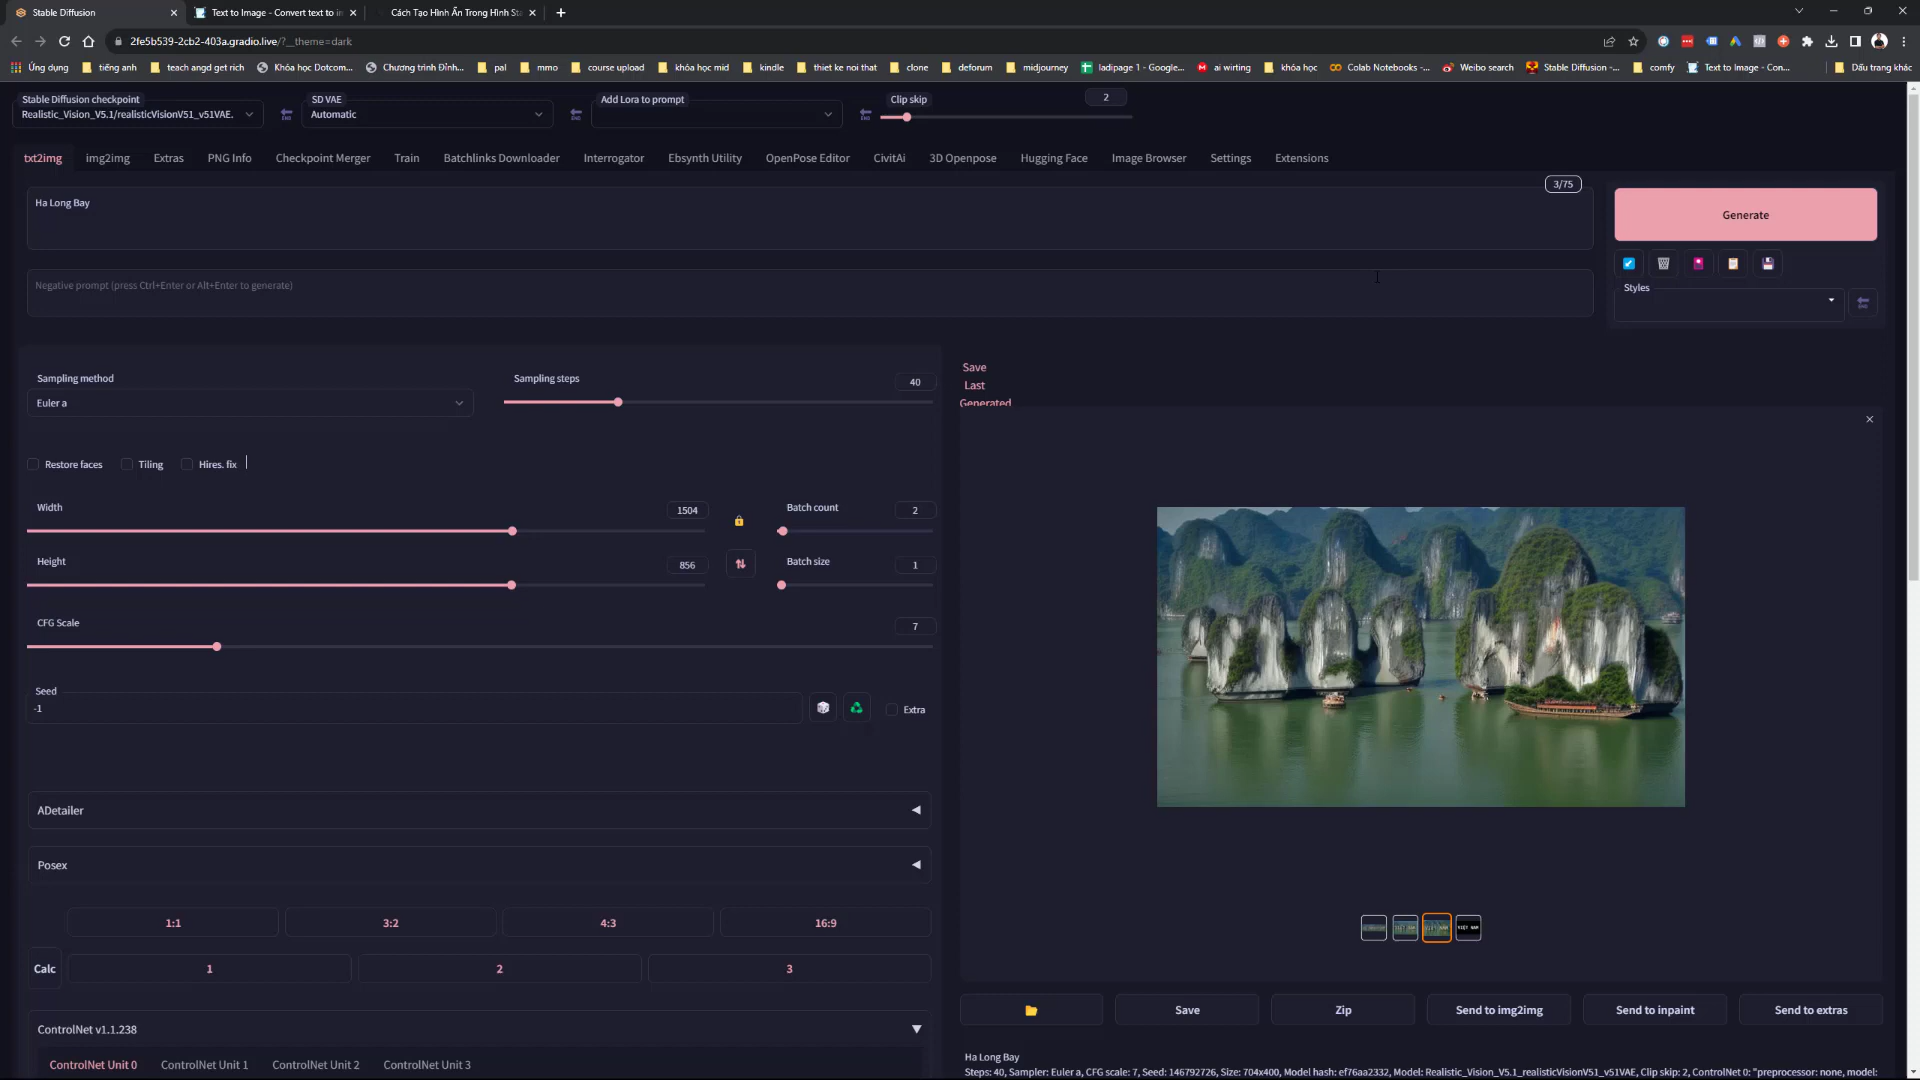 Stable Diffusion
Text to Image - Convert text to in
Cách Tạo Hình Ẩn Trong Hình Sta
2fe5b539-2cb2-403a.gradio.live/?__theme=dark
Ứng dụng
tiếng anh
teach angd get rich
Khóa học Dotcom...
Chương trình Đỉnh...
pal
mmo
course upload
khóa học mid
kindle
thiet ke noi that
clone
deforum
midjourney
ladipage 1 - Google...
ai wirting
khóa học
Colab Notebooks -...
Weibo search
Stable Diffusion -...
comfy
Text to Image - Con...
Dấu trang khác
Stable Diffusion checkpoint
SD VAE
Add Lora to prompt
Clip skip
2
Realistic_Vision_V5.1/realisticVisionV51_v51VAE.
Automatic
txt2img
img2img
Extras
PNG Info
Checkpoint Merger
Train
Batchlinks Downloader
Interrogator
Ebsynth Utility
OpenPose Editor
CivitAi
3D Openpose
Hugging Face
Image Browser
Settings
Extensions
3/75
Ha Long Bay
Generate
Negative prompt (press Ctrl+Enter or Alt+Enter to generate)
Styles
Sampling method
Euler a
Sampling steps
40
Restore faces
Tiling
Hires. fix
Width
1504
Batch count
2
Height
856
Batch size
1
CFG Scale
7
Seed
-1
Extra
ADetailer
Posex
1:1
3:2
4:3
16:9
Calc
1
2
3
ControlNet v1.1.238
ControlNet Unit 0
ControlNet Unit 1
ControlNet Unit 2
ControlNet Unit 3
Save
Last
Generated
VIỆT NAM
Save
Zip
Send to img2img
Send to inpaint
Send to extras
Ha Long Bay
Steps: 40, Sampler: Euler a, CFG scale: 7, Seed: 146792726, Size: 704x400, Model hash: ef76aa2332, Model: Realistic_Vision_V5.1_realisticVisionV51_v51VAE, Clip skip: 2, ControlNet 0: "preprocessor: none, model: